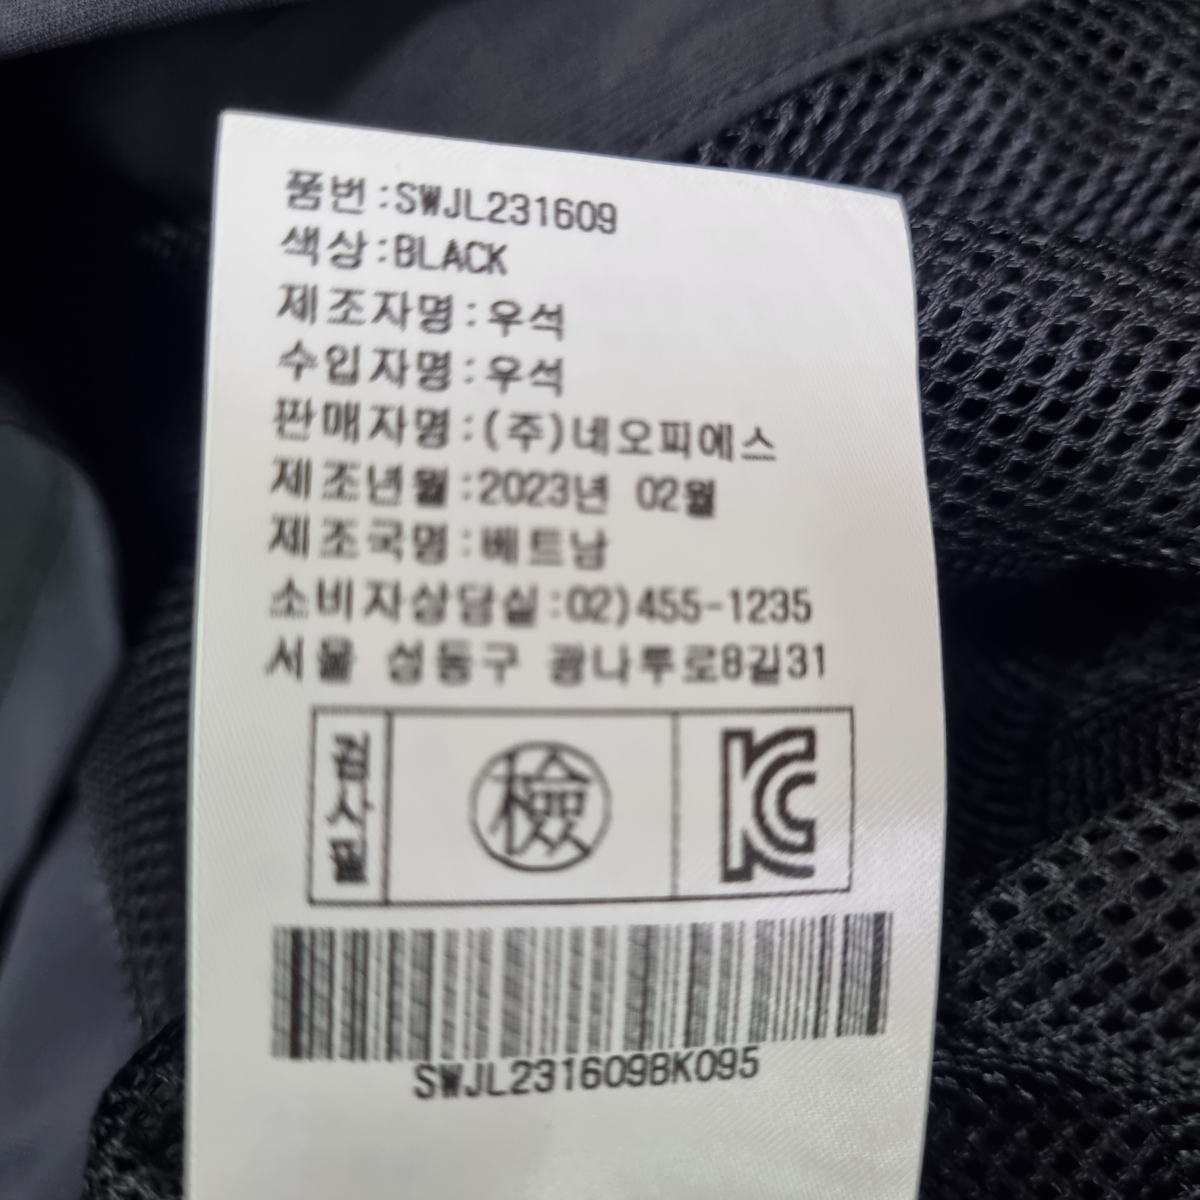 품번:SWJL231609
색상:BLACK
제조자명:우석
수입자명:우석
판매자명:(주)네오피에스
제조년월:2023년 02월
제조국명:베트남
소비자상담실:02)455-1235
서울 성동구 광나루로8길31
검사필
檢
KC
SWJL231609BK095